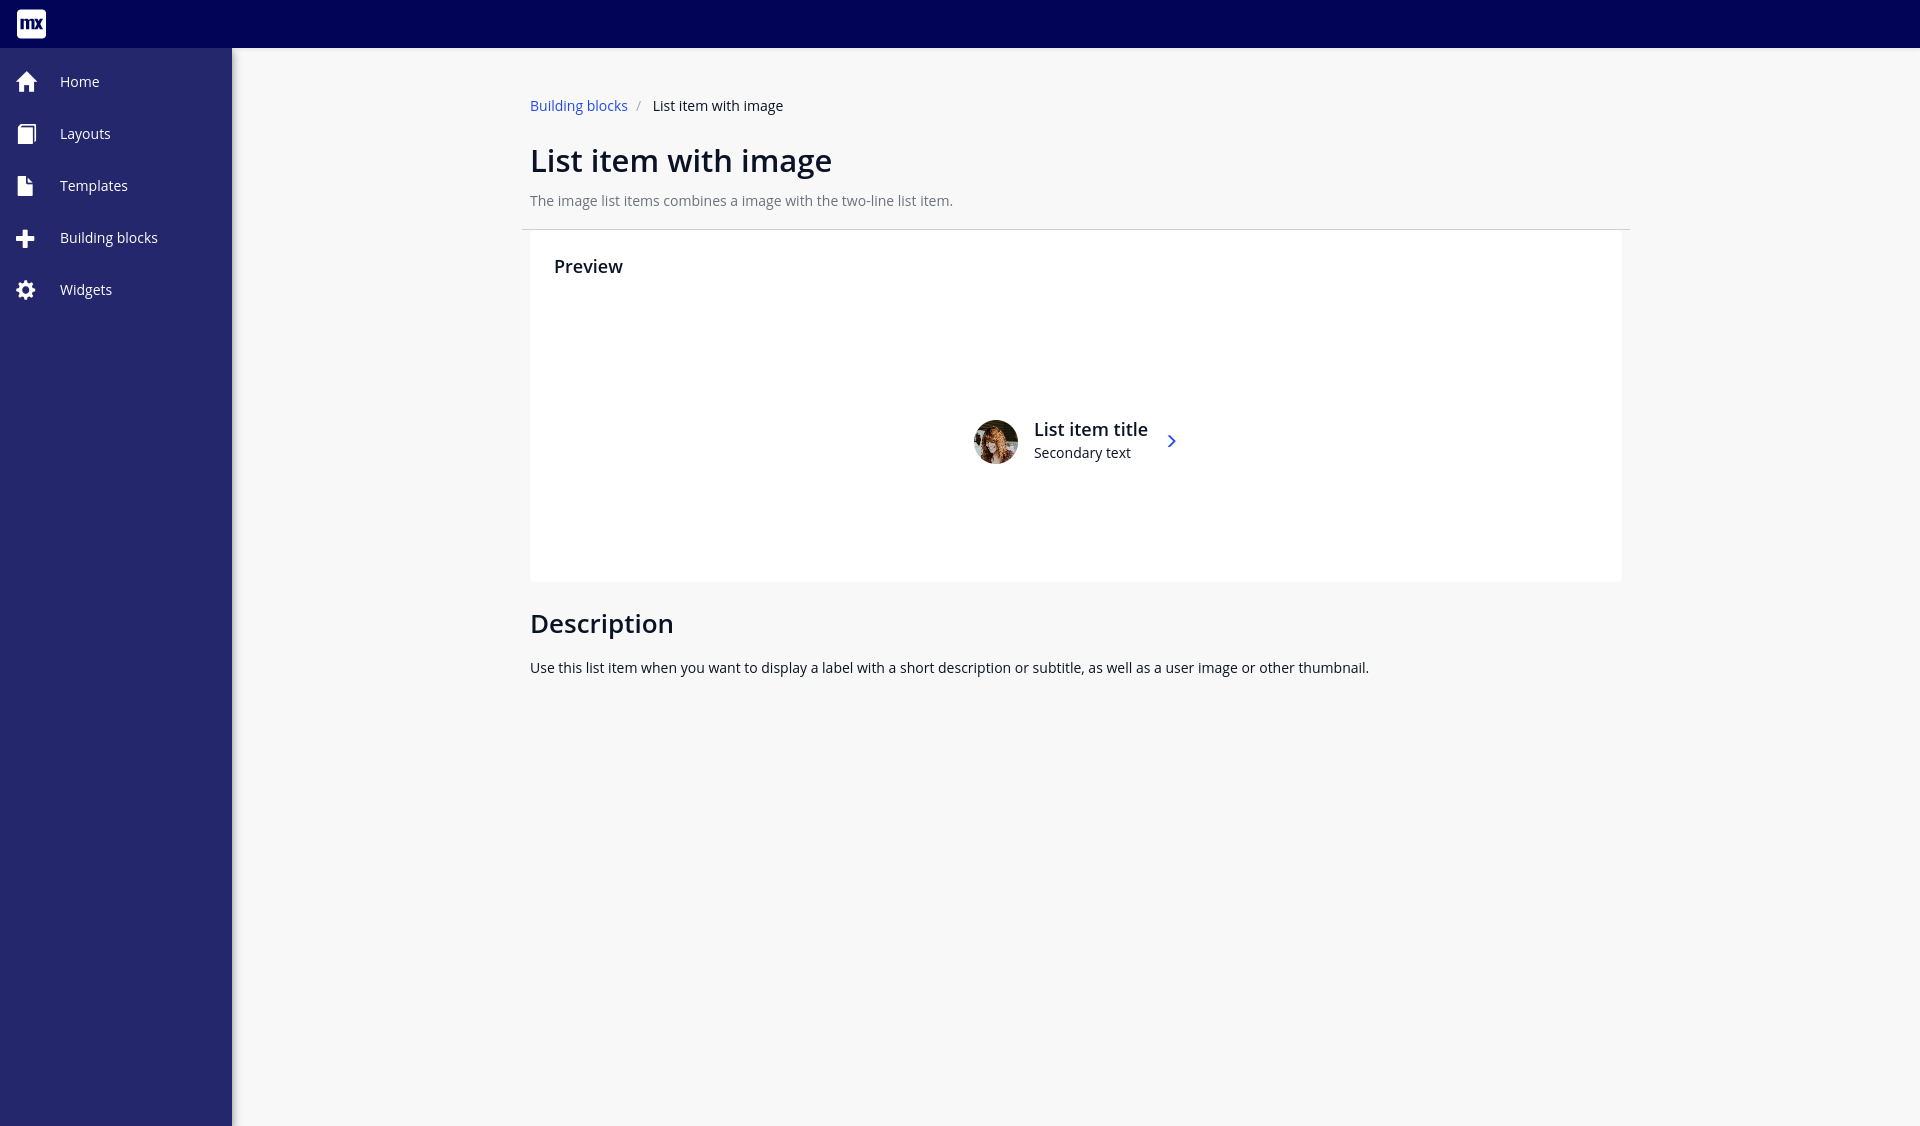 mx
Home
Layouts
Templates
Building blocks
Widgets
Building blocks / List item with image
List item with image
The image list items combines a image with the two-line list item.
Preview
List item title
Secondary text
Description
Use this list item when you want to display a label with a short description or subtitle, as well as a user image or other thumbnail.